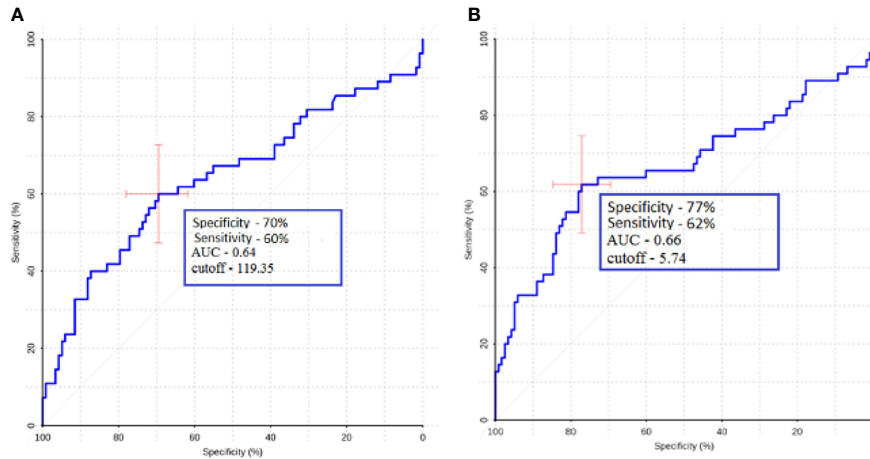 A
100
80
60
40
20
0
Sensitivity (%)
Specificity - 70%
Sensitivity - 60%
AUC - 0.64
cutoff - 119.35
100
80
60
40
20
0
Specificity (%)
B
100
80
60
40
20
0
Sensitivity (%)
Specificity - 77%
Sensitivity - 62%
AUC - 0.66
cutoff - 5.74
100
80
60
40
20
Specificity (%)